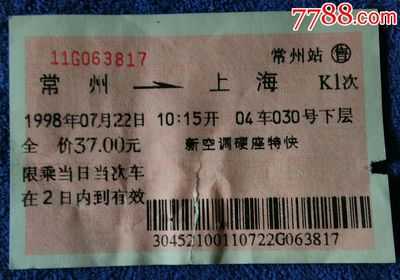 7788.com
11G063817
常州站 售
常州 → 上海 K1次
1998年07月22日 10:15开 04车030号下层
全 价37.00元 新空调硬座特快
限乘当日当次车
在2日内到有效
30452100110722G063817